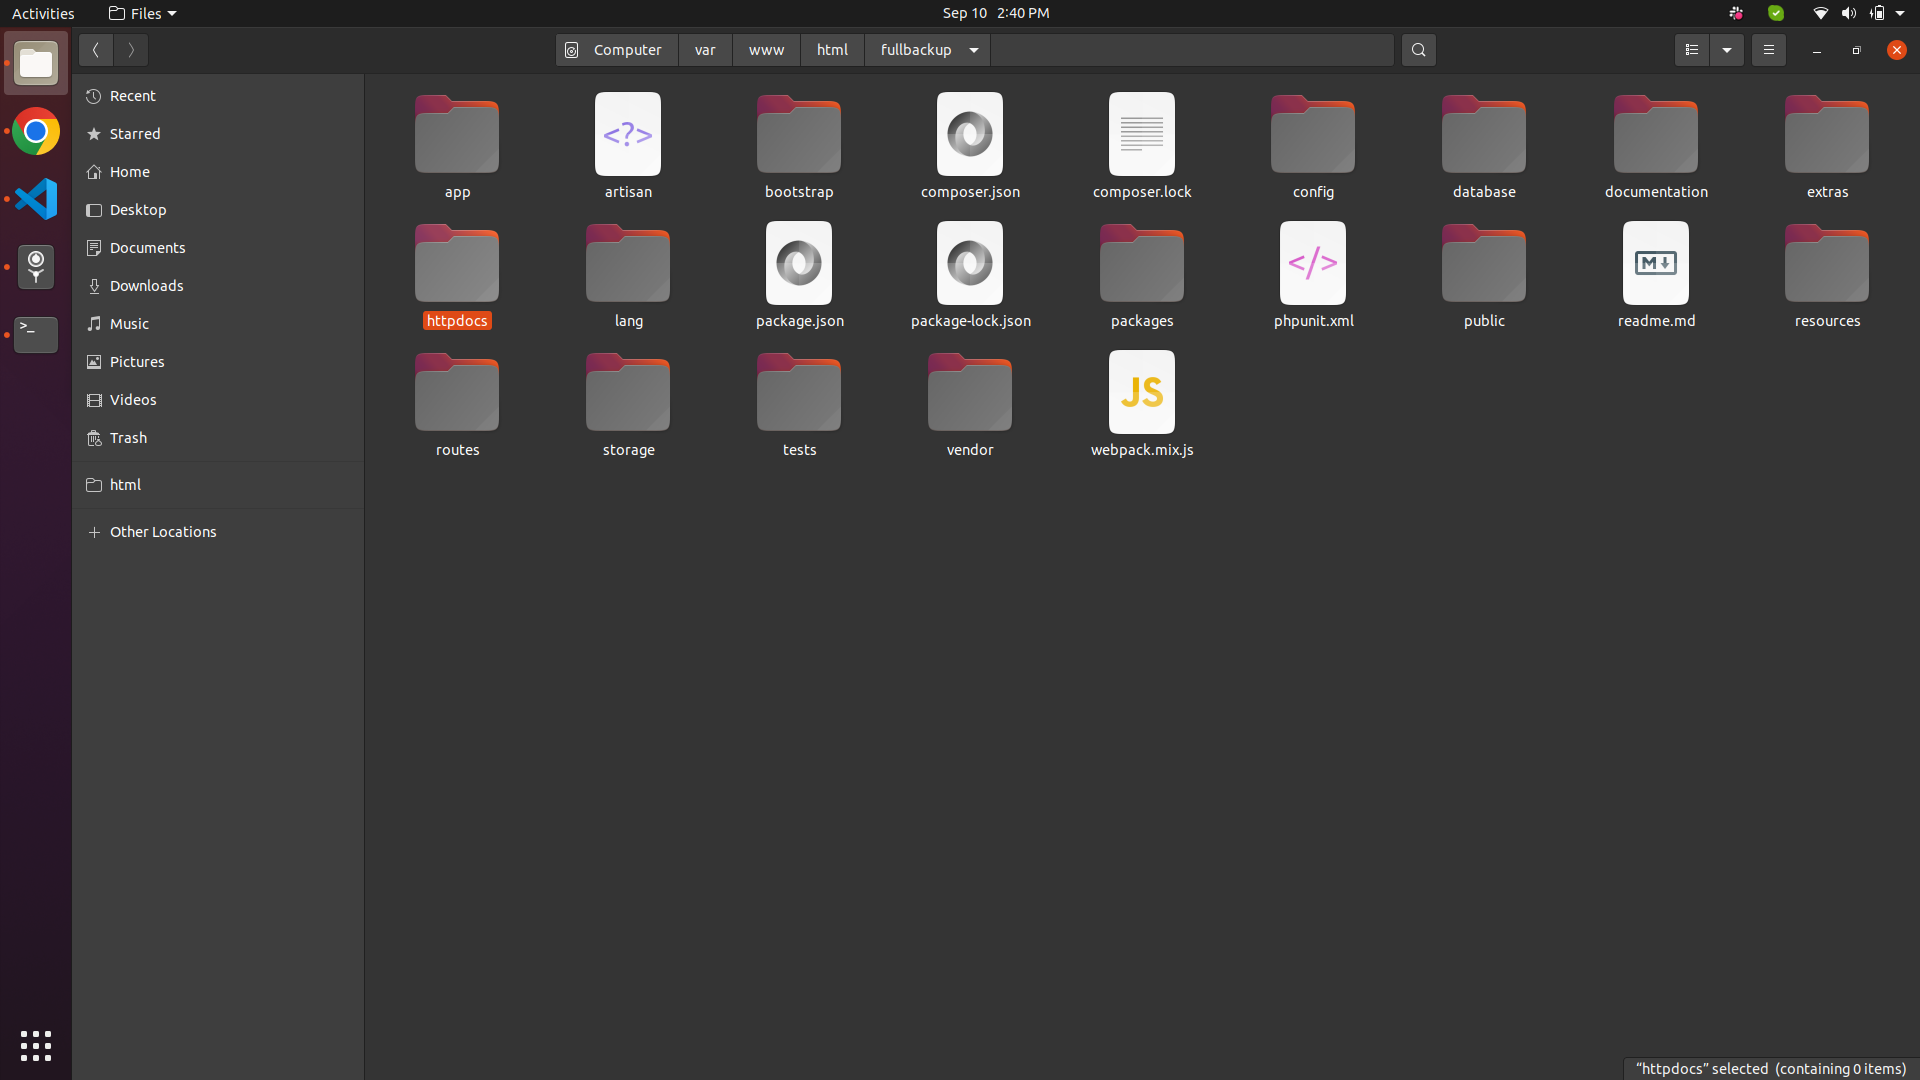 Activities Files Sep 10 2:40 PM
Computer var www html fullbackup
Recent
Starred
Home
Desktop
Documents
Downloads
Music
Pictures
Videos
Trash
html
Other Locations
app artisan bootstrap composer.json composer.lock config database documentation extras
httpdocs lang package.json package-lock.json packages phpunit.xml public readme.md resources
routes storage tests vendor webpack.mix.js
<?>
</>
M
JS
>_
“httpdocs” selected (containing 0 items)